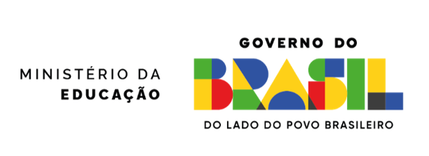 MINISTÉRIO DA
EDUCAÇÃO
GOVERNO DO
BRASIL
DO LADO DO POVO BRASILEIRO